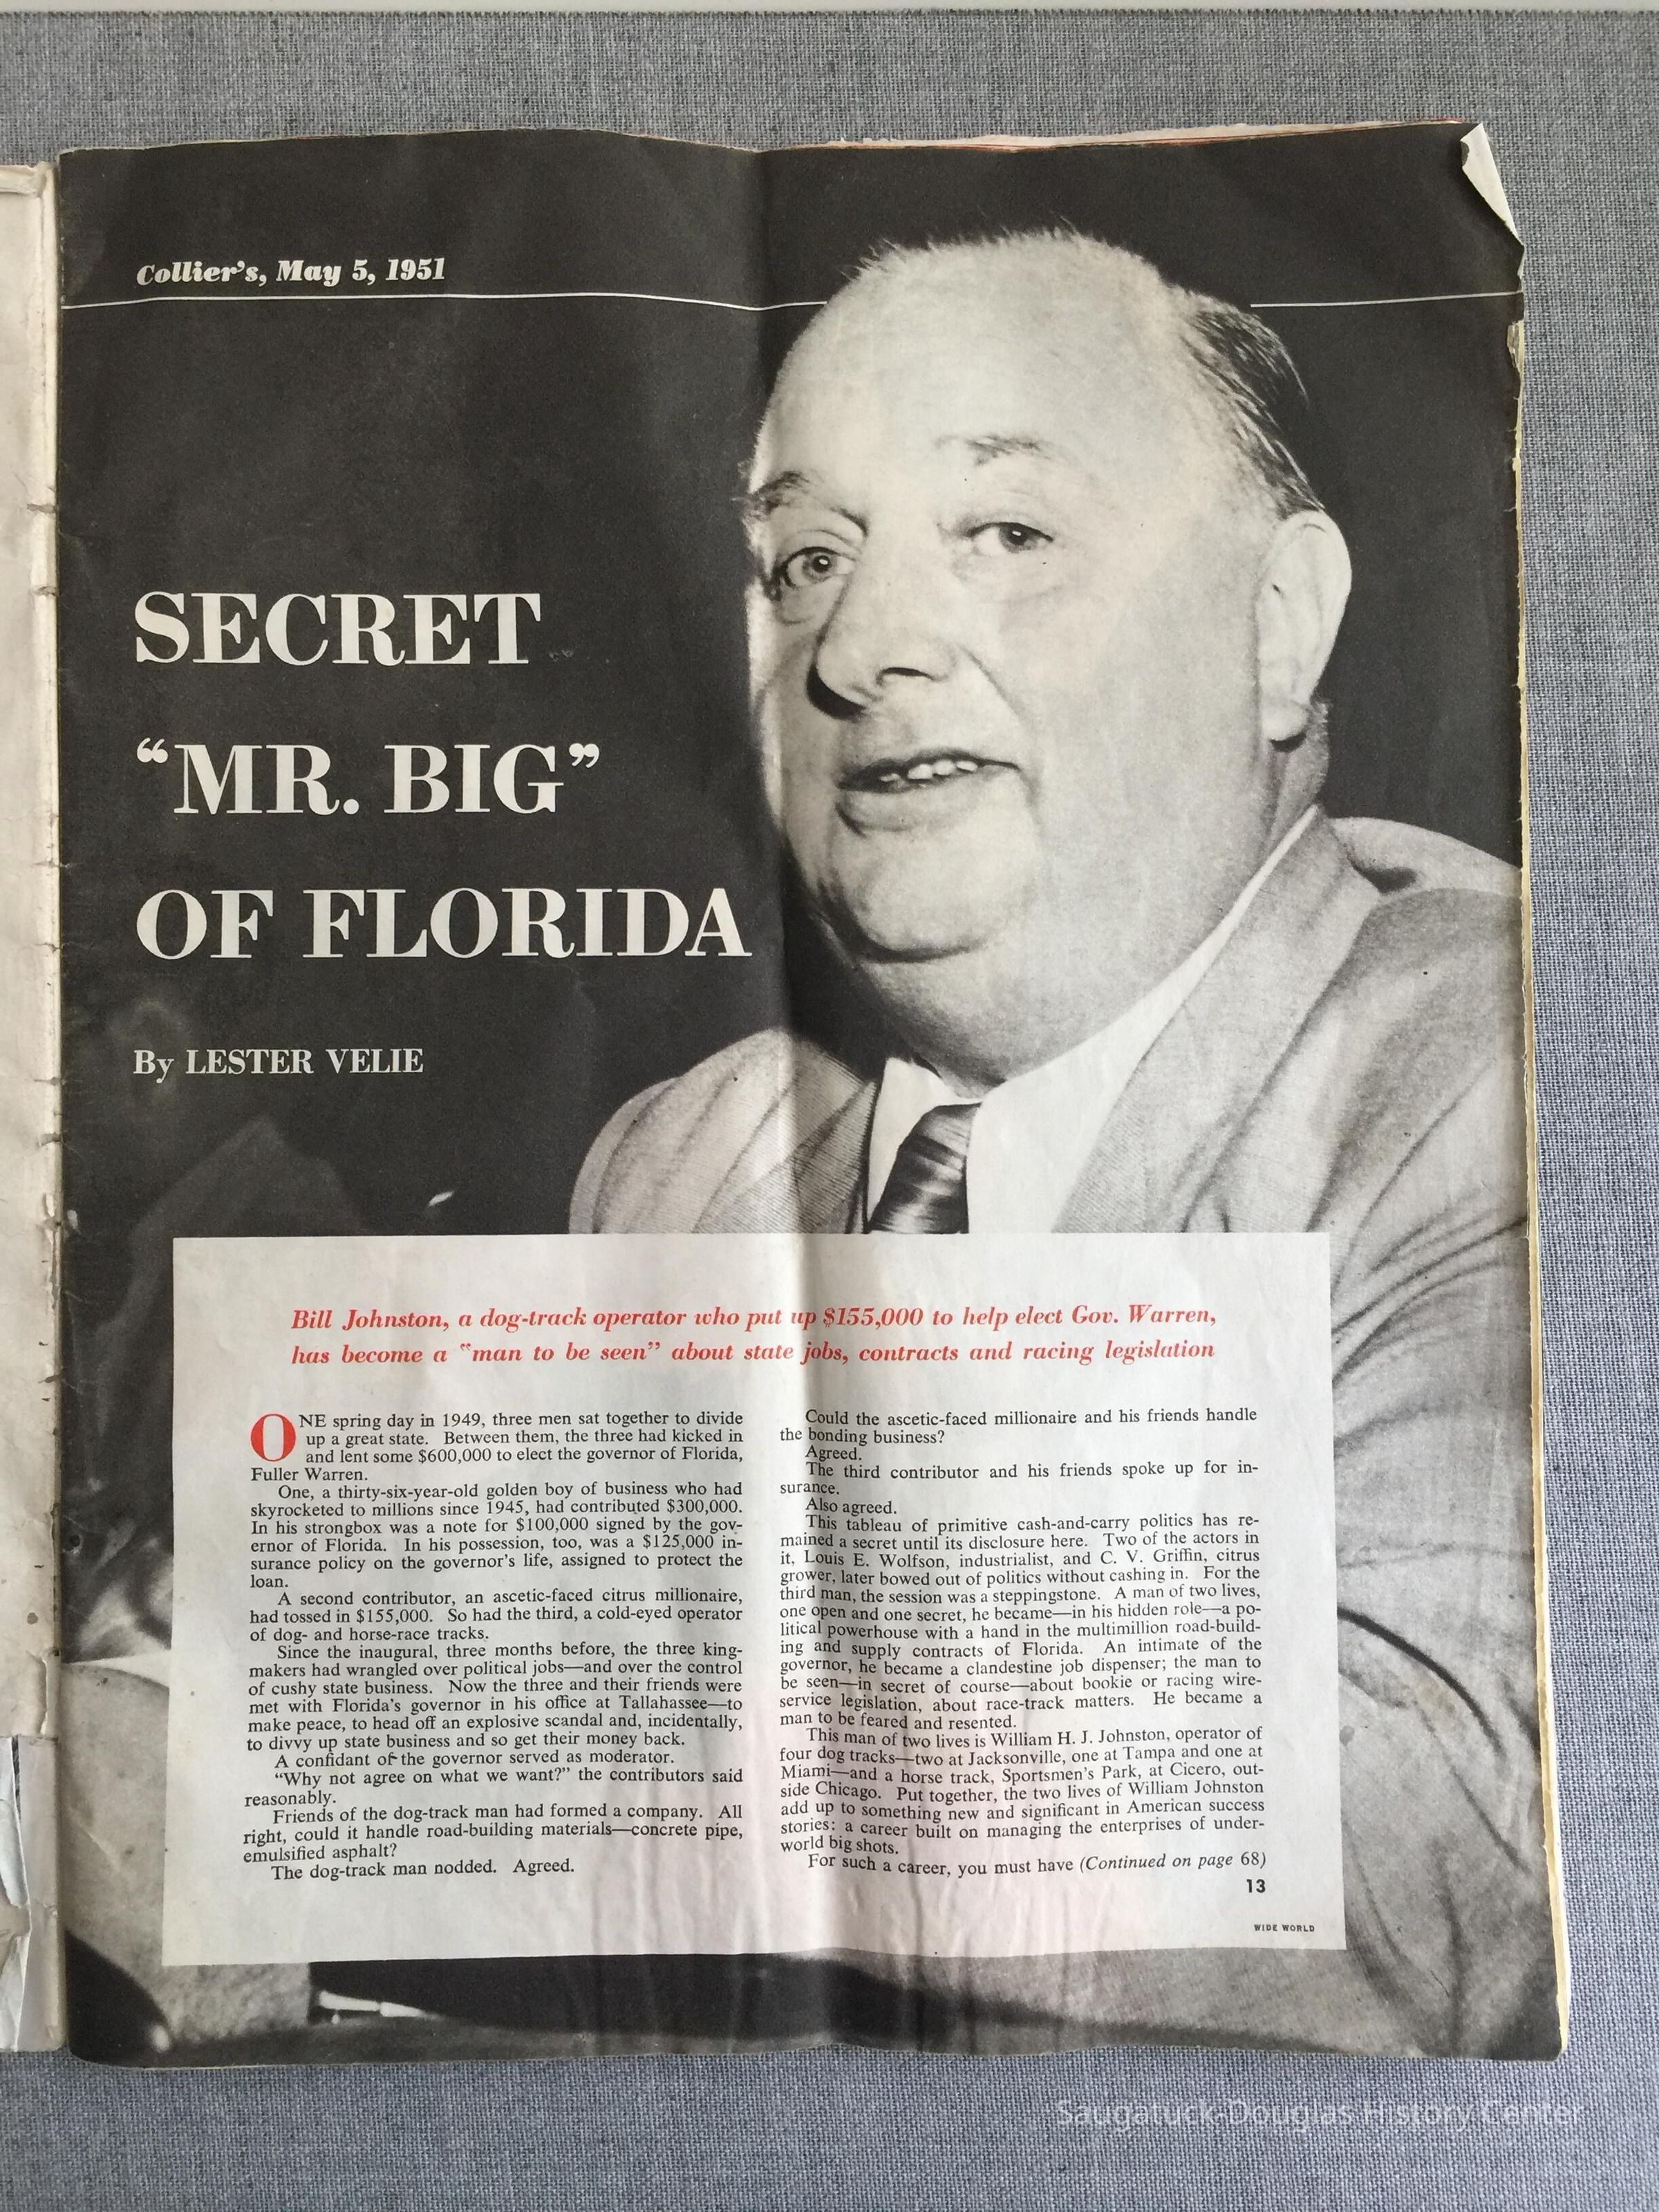 Collier's, May 5, 1951
SECRET
“MR. BIG”
OF FLORIDA
By LESTER VELIE
Bill Johnston, a dog-track operator who put up $155,000 to help elect Gov. Warren,
has become a “man to be seen” about state jobs, contracts and racing legislation
ONE spring day in 1949, three men sat together to divide
up a great state. Between them, the three had kicked in
and lent some $600,000 to elect the governor of Florida,
Fuller Warren.
One, a thirty-six-year-old golden boy of business who had
skyrocketed to millions since 1945, had contributed $300,000.
In his strongbox was a note for $100,000 signed by the gov-
ernor of Florida. In his possession, too, was a $125,000 in-
surance policy on the governor's life, assigned to protect the
loan.
A second contributor, an ascetic-faced citrus millionaire,
had tossed in $155,000. So had the third, a cold-eyed operator
of dog- and horse-race tracks.
Since the inaugural, three months before, the three king-
makers had wrangled over political jobs—and over the control
of cushy state business. Now the three and their friends were
met with Florida's governor in his office at Tallahassee—to
make peace, to head off an explosive scandal and, incidentally,
to divvy up state business and so get their money back.
A confidant of the governor served as moderator.
“Why not agree on what we want?” the contributors said
reasonably.
Friends of the dog-track man had formed a company. All
right, could it handle road-building materials—concrete pipe,
emulsified asphalt?
The dog-track man nodded. Agreed.
Could the ascetic-faced millionaire and his friends handle
the bonding business?
Agreed.
The third contributor and his friends spoke up for in-
surance.
Also agreed.
This tableau of primitive cash-and-carry politics has re-
mained a secret until its disclosure here. Two of the actors in
it, Louis E. Wolfson, industrialist, and C. V. Griffin, citrus
grower, later bowed out of politics without cashing in. For the
third man, the session was a steppingstone. A man of two lives,
one open and one secret, he became—in his hidden role—a po-
litical powerhouse with a hand in the multimillion road-build-
ing and supply contracts of Florida. An intimate of the
governor, he became a clandestine job dispenser; the man to
be seen—in secret of course—about bookie or racing wire-
service legislation, about race-track matters. He became a
man to be feared and resented.
This man of two lives is William H. J. Johnston, operator of
four dog tracks—two at Jacksonville, one at Tampa and one at
Miami—and a horse track, Sportsmen's Park, at Cicero, out-
side Chicago. Put together, the two lives of William Johnston
add up to something new and significant in American success
stories: a career built on managing the enterprises of under-
world big shots.
For such a career, you must have (Continued on page 68)
13
WIDE WORLD
Saugatuck-Douglas History Center